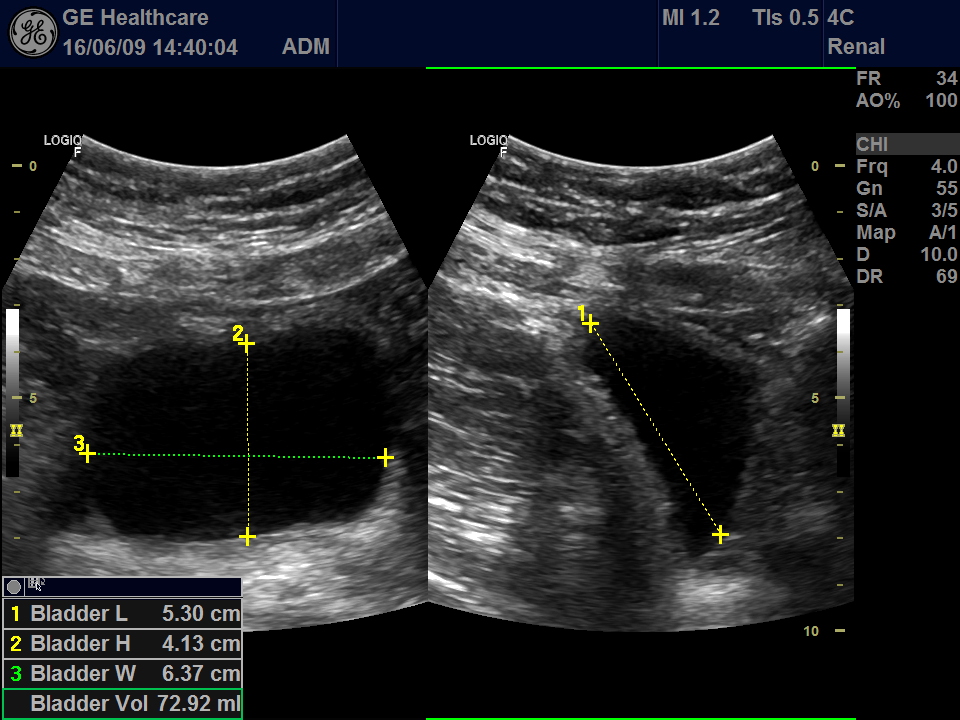 GE Healthcare
16/06/09 14:40:04 ADM
MI 1.2 TIs 0.5
4C
Renal
FR 34
AO% 100
CHI
Frq 4.0
Gn 55
S/A 3/5
Map A/1
D 10.0
DR 69
LOGIQ
F
LOGIQ
F
0
5
0
5
10
2
3
1
1 Bladder L 5.30 cm
2 Bladder H 4.13 cm
3 Bladder W 6.37 cm
Bladder Vol 72.92 ml